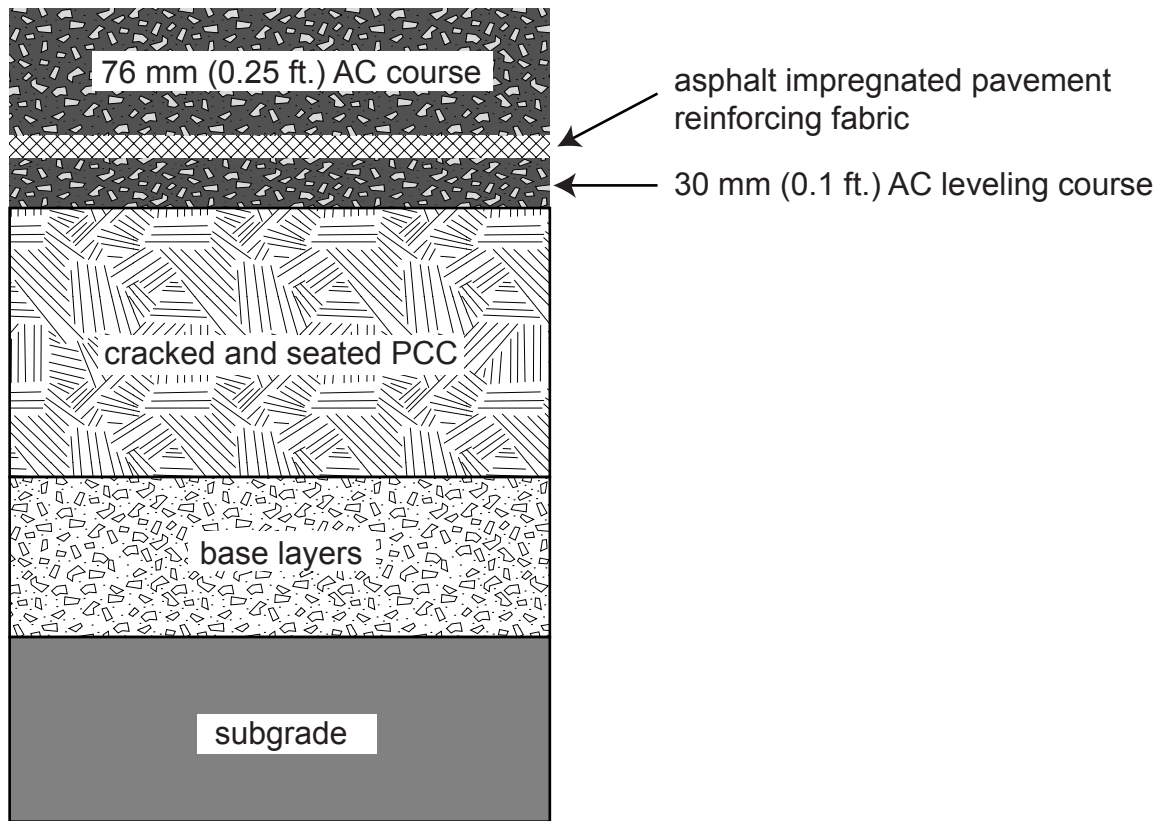 76 mm (0.25 ft.) AC course
asphalt impregnated pavement
reinforcing fabric
30 mm (0.1 ft.) AC leveling course
cracked and seated PCC
base layers
subgrade